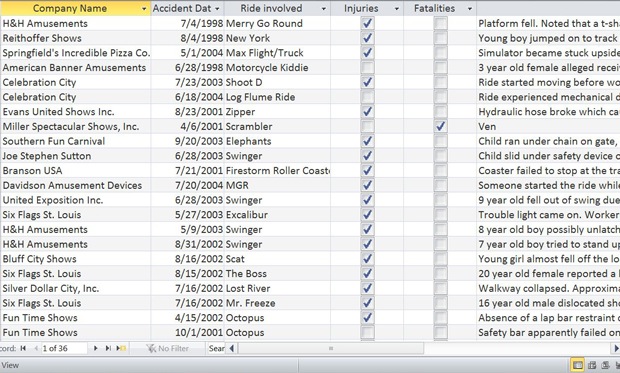 Company Name Accident Dat Ride involved Injuries Fatalities
H&H Amusements 7/4/1998 Merry Go Round Platform fell. Noted that a t-sha
Reithoffer Shows 8/4/1998 New York Young boy jumped on to track
Springfield's Incredible Pizza Co. 5/4/2001 Max Flight/Truck Simulator became stuck upside
American Banner Amusements 6/28/1998 Motorcycle Kiddie 3 year old female alleged receiv
Celebration City 7/23/2003 Shoot D Ride started moving before wo
Celebration City 6/18/2004 Log Flume Ride Ride experienced mechanical d
Evans United Shows Inc. 8/23/2001 Zipper Hydraulic hose broke which cau
Miller Spectacular Shows, Inc. 4/6/2001 Scrambler Ven
Southern Fun Carnival 9/20/2003 Elephants Child ran under chain on gate,
Joe Stephen Sutton 6/28/2003 Swinger Child slid under safety device o
Branson USA 7/21/2001 Firestorm Roller Coaste Coaster failed to stop at the tra
Davidson Amusement Devices 7/20/2004 MGR Someone started the ride while
United Exposition Inc. 6/28/2003 Swinger 9 year old fell out of swing due
Six Flags St. Louis 5/27/2003 Excalibur Trouble light came on. Worker
H&H Amusements 5/9/2003 Swinger 8 year old boy possibly unlatch
H&H Amusements 8/31/2002 Swinger 7 year old boy tried to stand up
Bluff City Shows 8/16/2002 Scat Young girl almost fell off the lo
Six Flags St. Louis 8/15/2002 The Boss 20 year old female reported a l
Silver Dollar City, Inc. 7/16/2002 Lost River Walkway collapsed. Approxima
Six Flags St. Louis 7/16/2002 Mr. Freeze 16 year old male dislocated sho
Fun Time Shows 4/15/2002 Octopus Absence of a lap bar restraint c
Fun Time Shows 10/1/2001 Octopus Safety bar apparently failed on
cord: 1 of 36 No Filter Sear
View